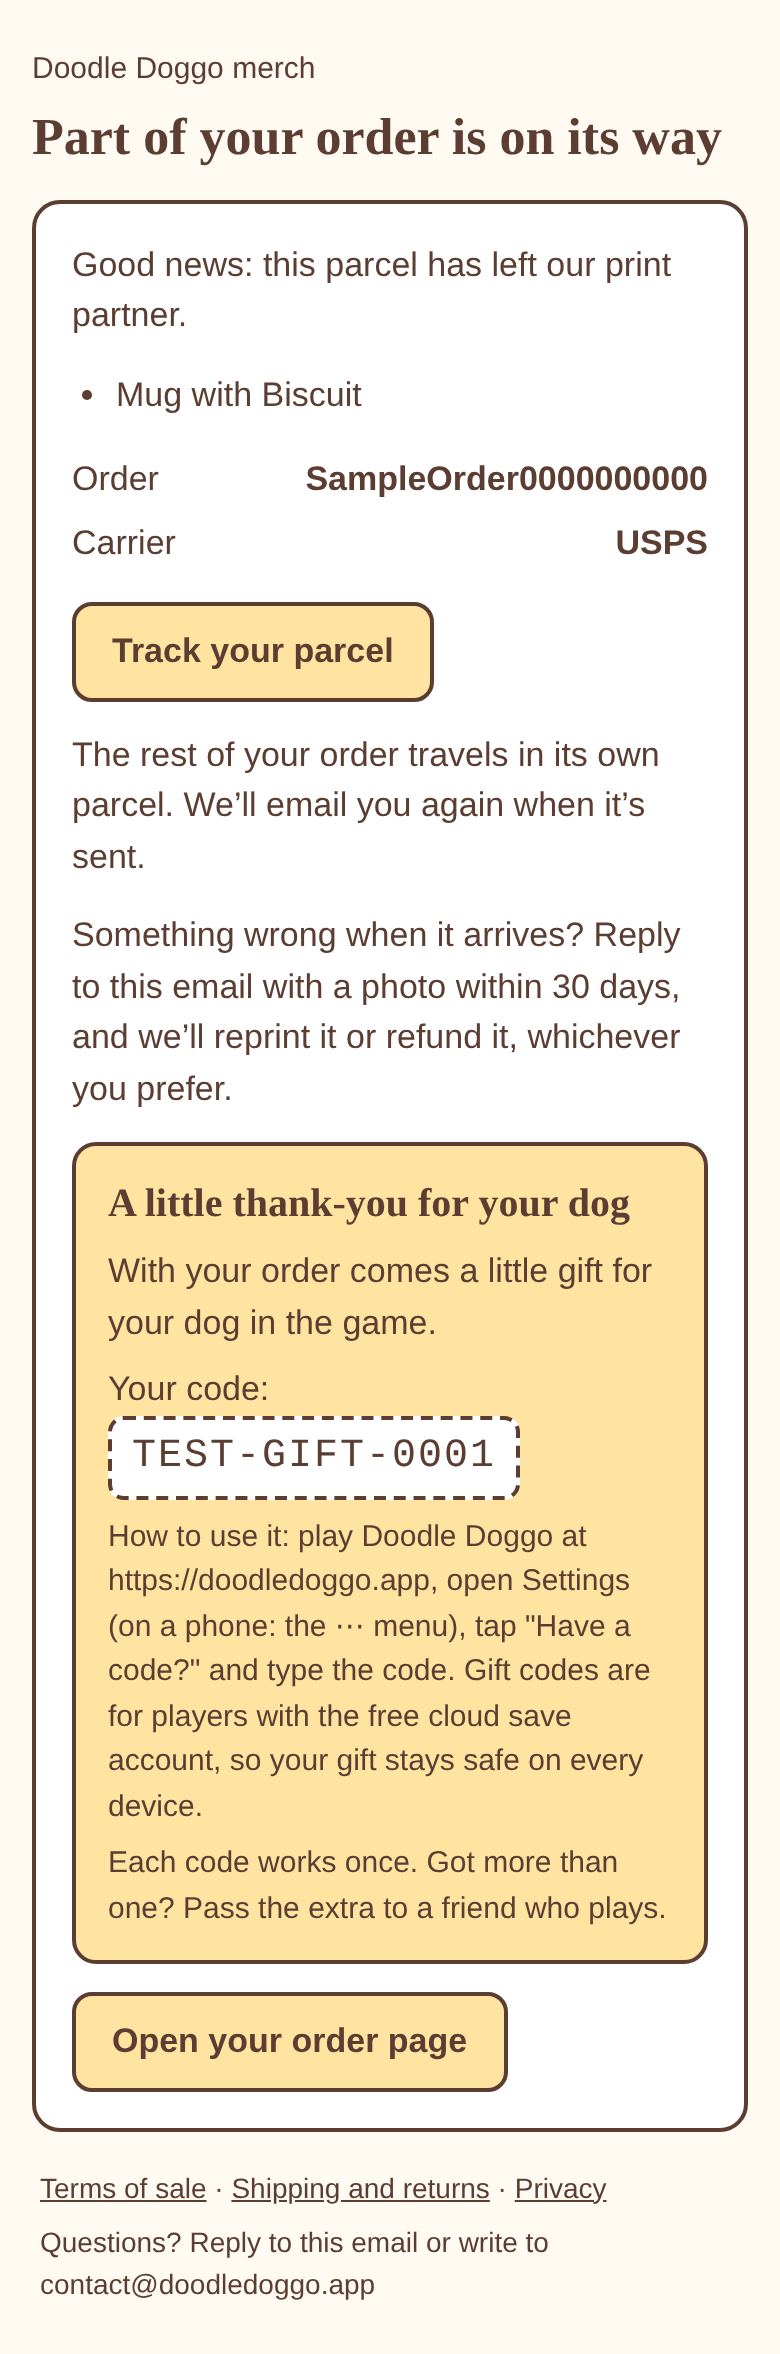 Doodle Doggo merch
Part of your order is on its way
Good news: this parcel has left our print
partner.
• Mug with Biscuit
Order SampleOrder0000000000
Carrier USPS
Track your parcel
The rest of your order travels in its own
parcel. We’ll email you again when it’s
sent.
Something wrong when it arrives? Reply
to this email with a photo within 30 days,
and we’ll reprint it or refund it, whichever
you prefer.
A little thank-you for your dog
With your order comes a little gift for
your dog in the game.
Your code:
TEST-GIFT-0001
How to use it: play Doodle Doggo at
https://doodledoggo.app, open Settings
(on a phone: the ⋯ menu), tap "Have a
code?" and type the code. Gift codes are
for players with the free cloud save
account, so your gift stays safe on every
device.
Each code works once. Got more than
one? Pass the extra to a friend who plays.
Open your order page
Terms of sale · Shipping and returns · Privacy
Questions? Reply to this email or write to
contact@doodledoggo.app